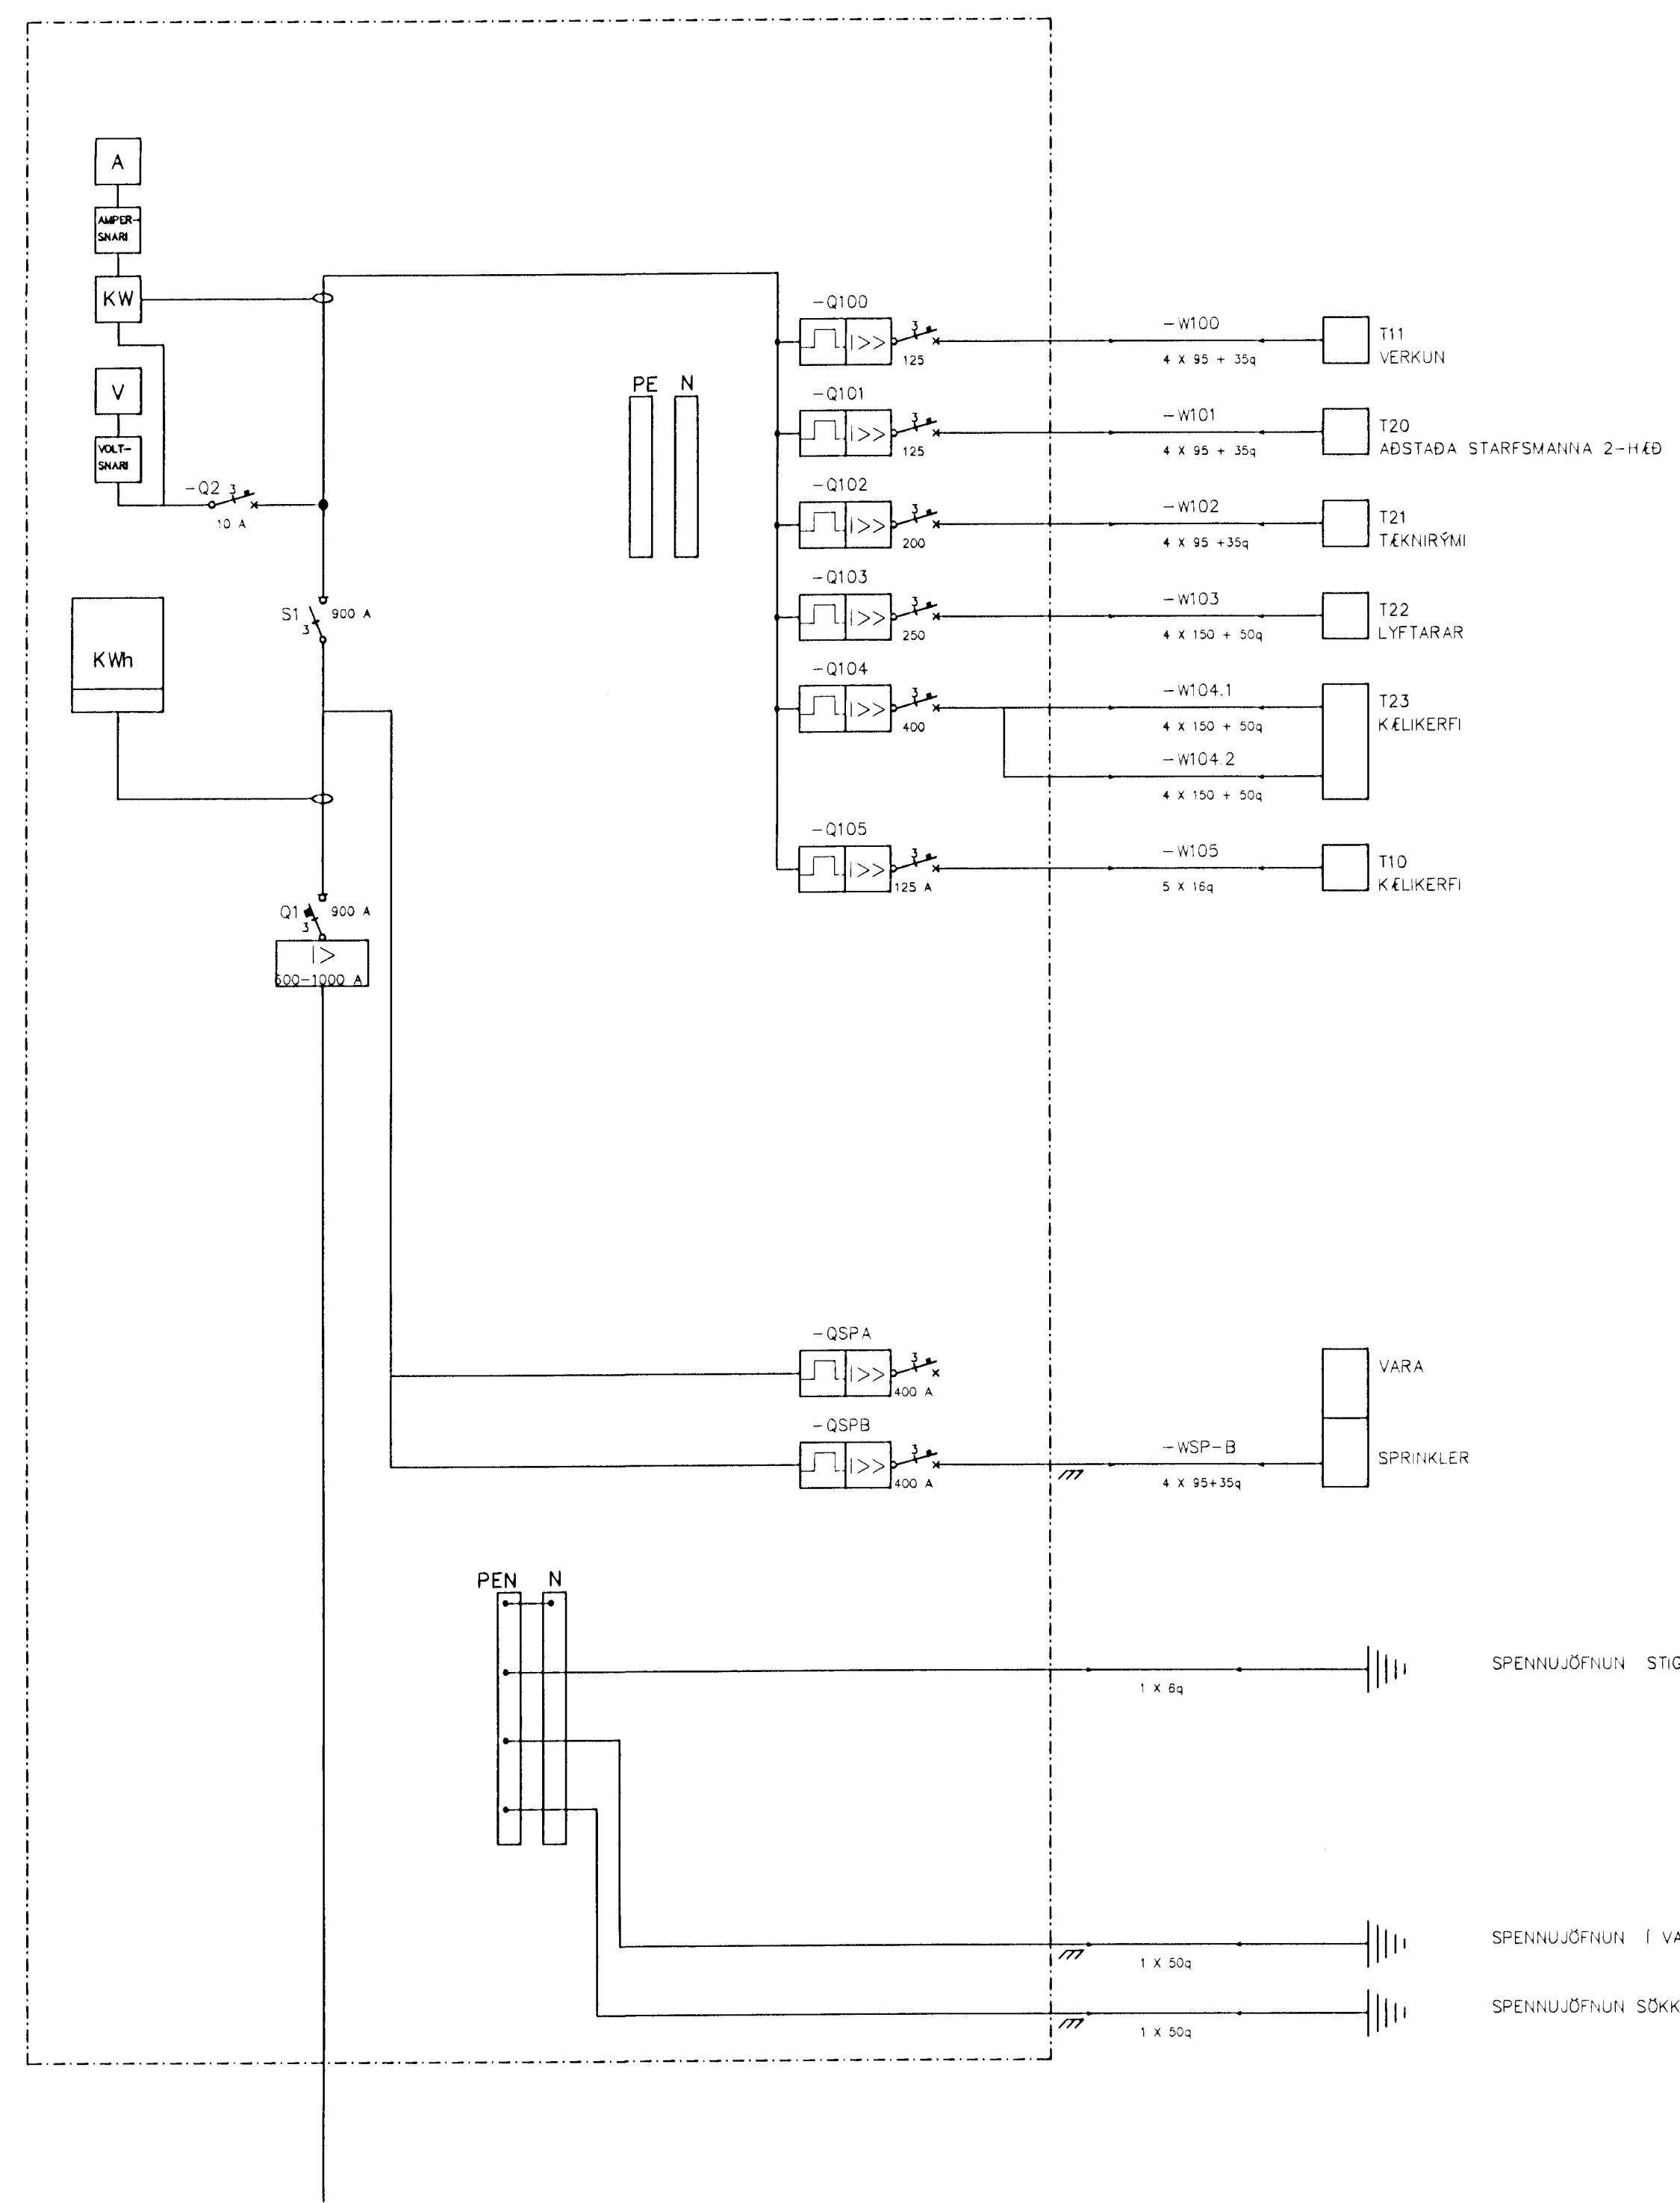 A
AMPER-
SNARI
KW
V
VOLT-
SNARI
-Q2 3
10 A
S1 3 900 A
KWh
Q1 3 900 A
I>
600-1000 A
PE N
-Q100
I>> 3
125
-W100
4 X 95 + 35q
T11
VERKUN
-Q101
I>> 3
125
-W101
4 X 95 + 35q
T20
AÐSTAÐA STARFSMANNA 2-HÆÐ
-Q102
I>> 3
200
-W102
4 X 95 +35q
T21
TÆKNIRÝMI
-Q103
I>> 3
250
-W103
4 X 150 + 50q
T22
LYFTARAR
-Q104
I>> 3
400
-W104.1
4 X 150 + 50q
T23
KÆLIKERFI
-W104.2
4 X 150 + 50q
-Q105
I>> 3
125 A
-W105
5 X 16q
T10
KÆLIKERFI
-QSPA
I>> 3
400 A
VARA
-QSPB
I>> 3
400 A
-WSP-B
4 X 95+35q
SPRINKLER
PEN N
1 X 6q
SPENNUJÖFNUN STIG
1 X 50q
SPENNUJÖFNUN Í VA
1 X 50q
SPENNUJÖFNUN SÖKK